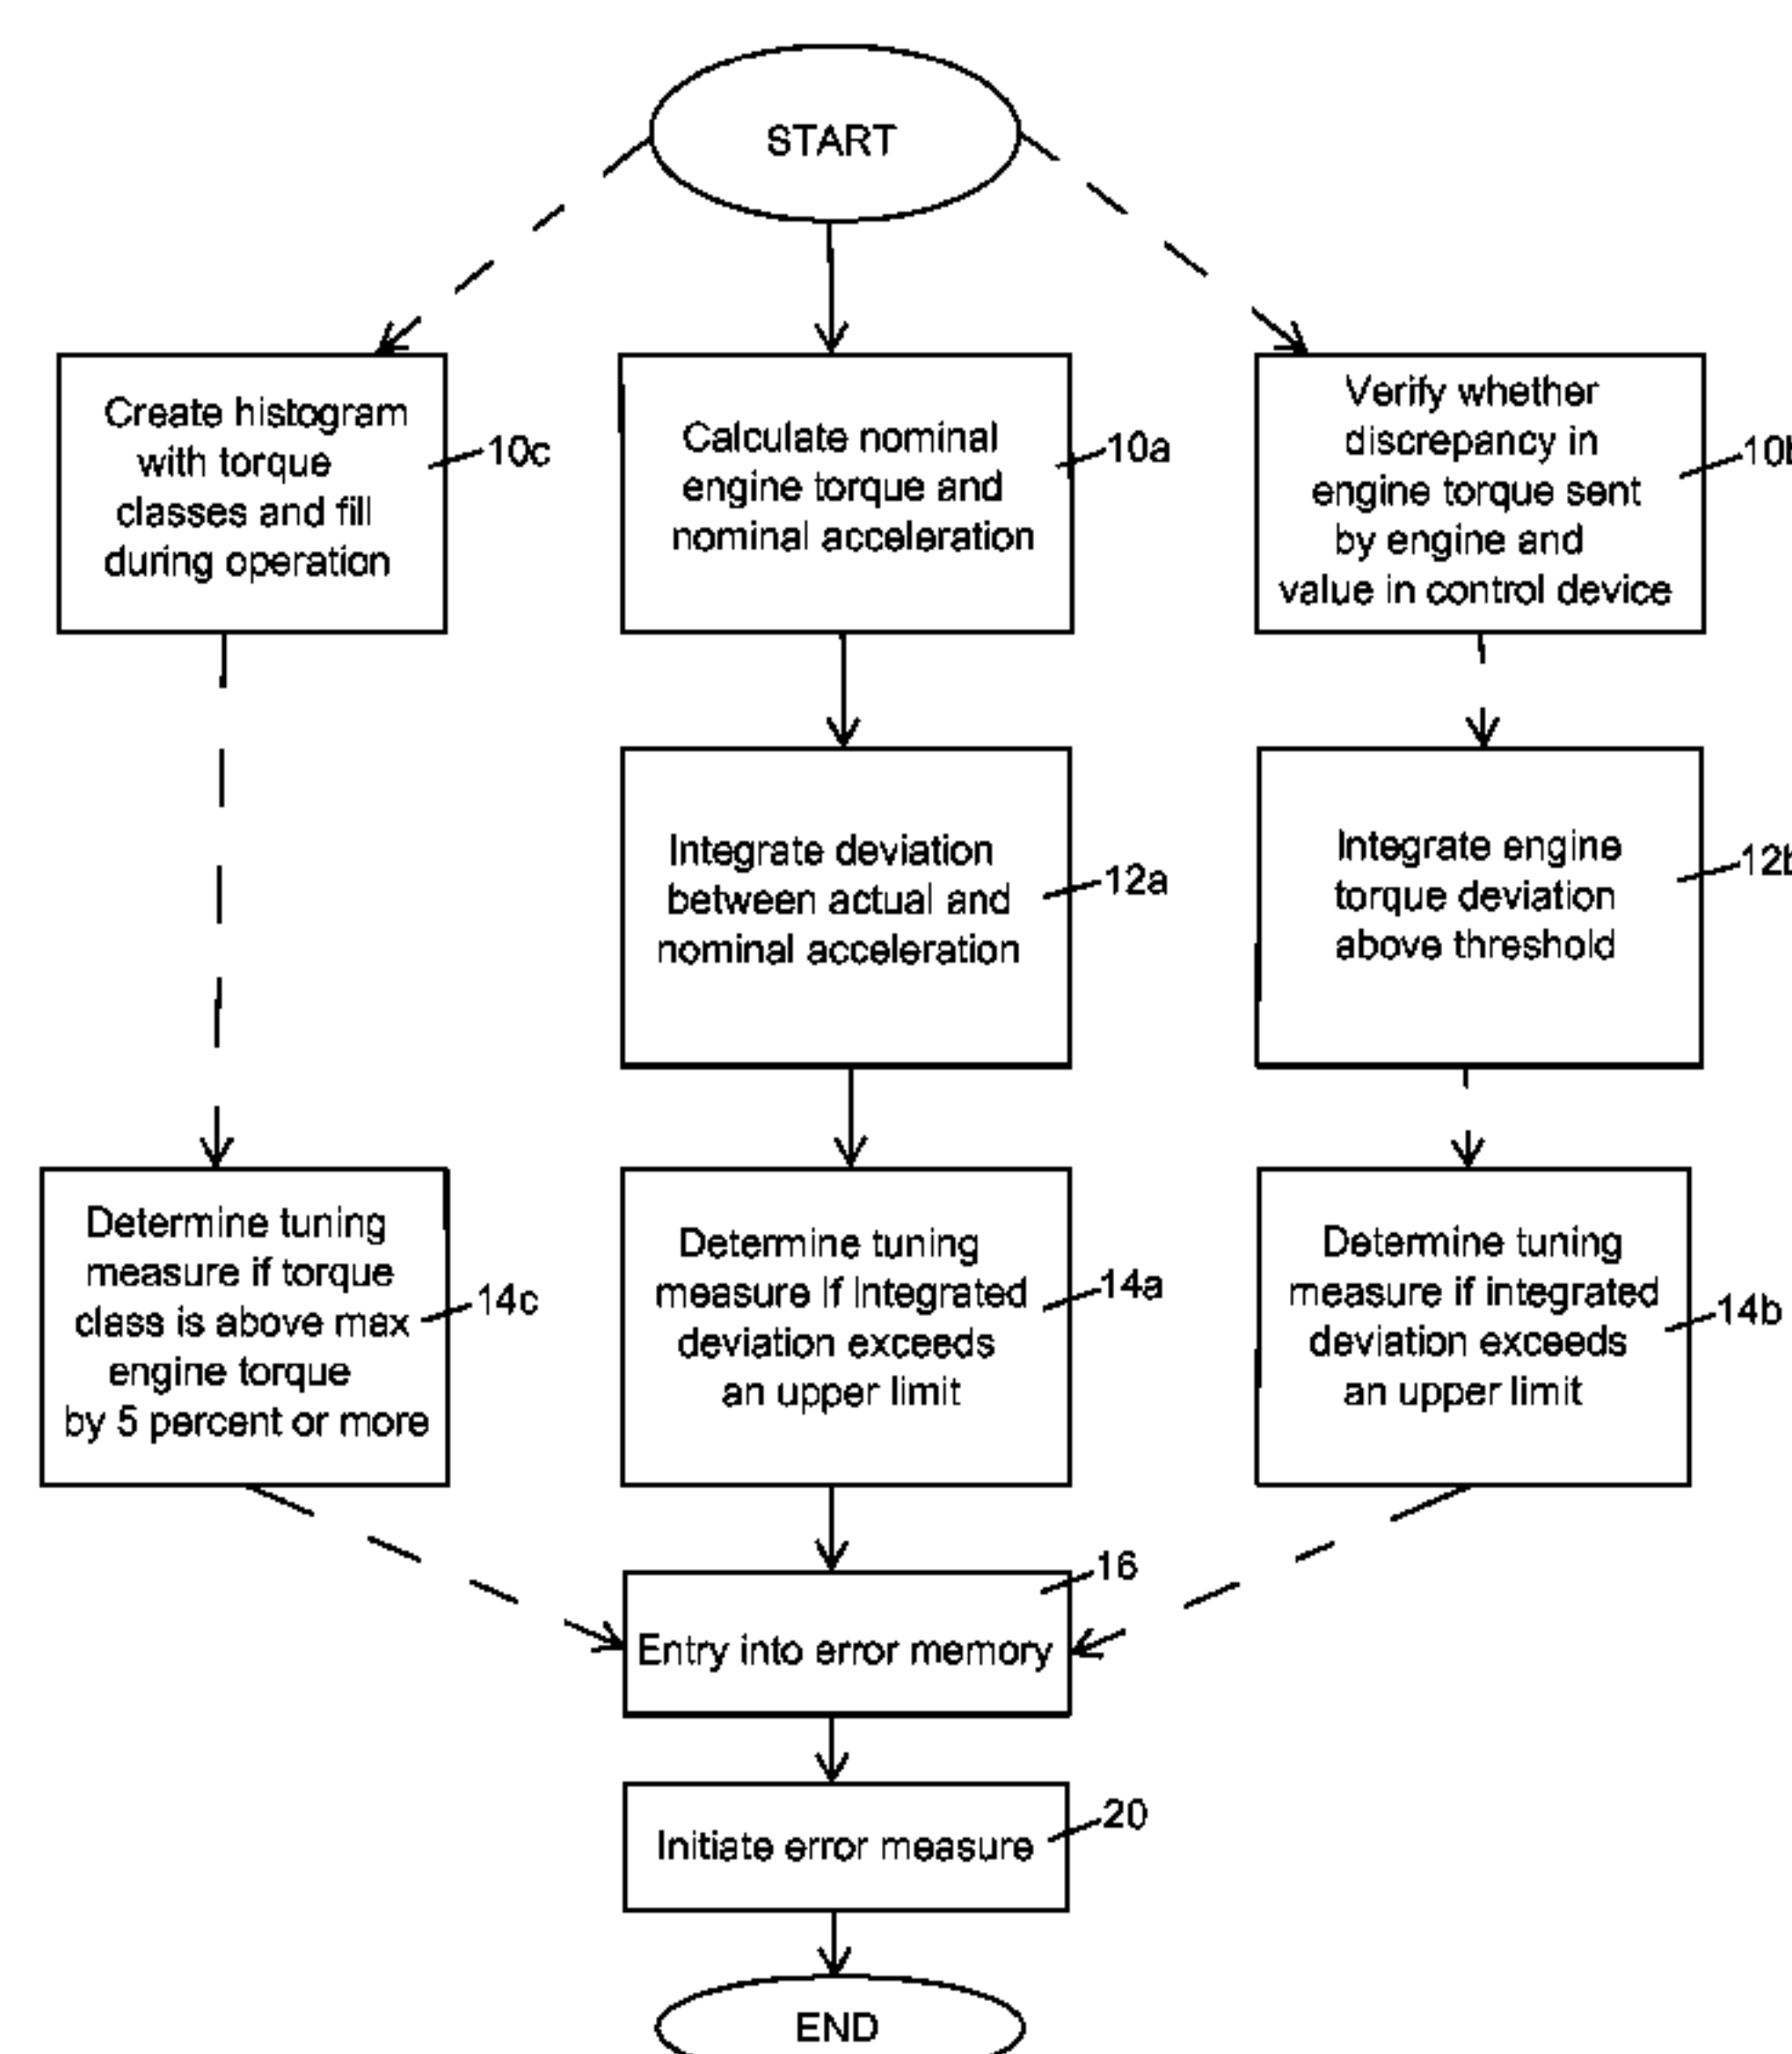 START
Create histogram
with torque
classes and fill
during operation
10c
Calculate nominal
engine torque and
nominal acceleration
10a
Verify whether
discrepancy in
engine torque sent
by engine and
value in control device
10b
Integrate deviation
between actual and
nominal acceleration
12a
Integrate engine
torque deviation
above threshold
12b
Determine tuning
measure if torque
class is above max
engine torque
by 5 percent or more
14c
Determine tuning
measure if integrated
deviation exceeds
an upper limit
14a
Determine tuning
measure if integrated
deviation exceeds
an upper limit
14b
16
Entry into error memory
20
Initiate error measure
END